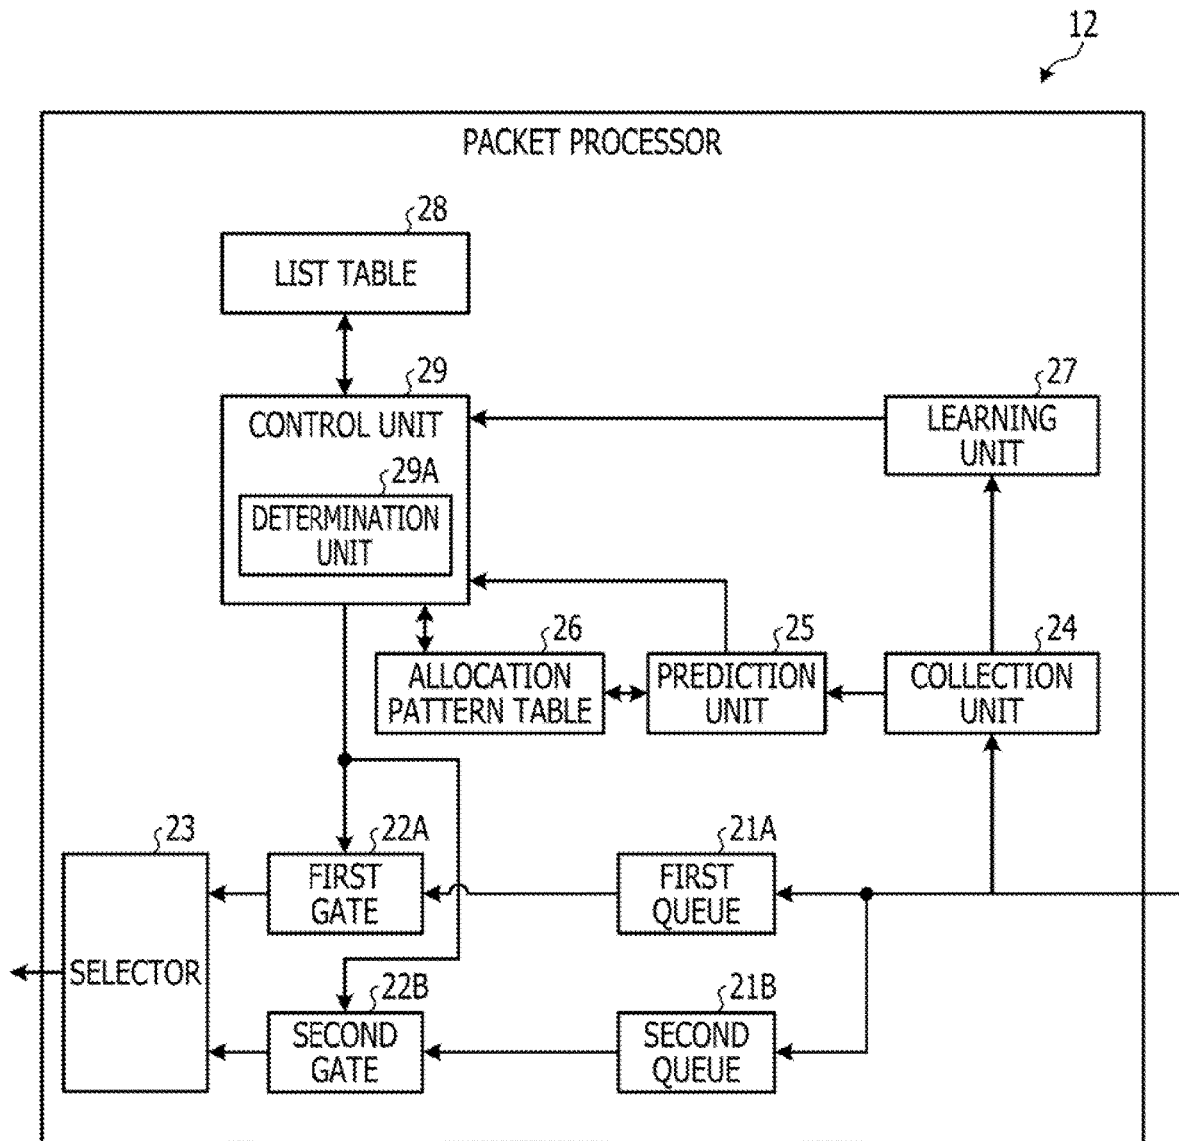 12
PACKET PROCESSOR
28
LIST TABLE
29
CONTROL UNIT
29A
DETERMINATION
UNIT
27
LEARNING
UNIT
26
ALLOCATION
PATTERN TABLE
25
PREDICTION
UNIT
24
COLLECTION
UNIT
23
SELECTOR
22A
FIRST
GATE
21A
FIRST
QUEUE
22B
SECOND
GATE
21B
SECOND
QUEUE